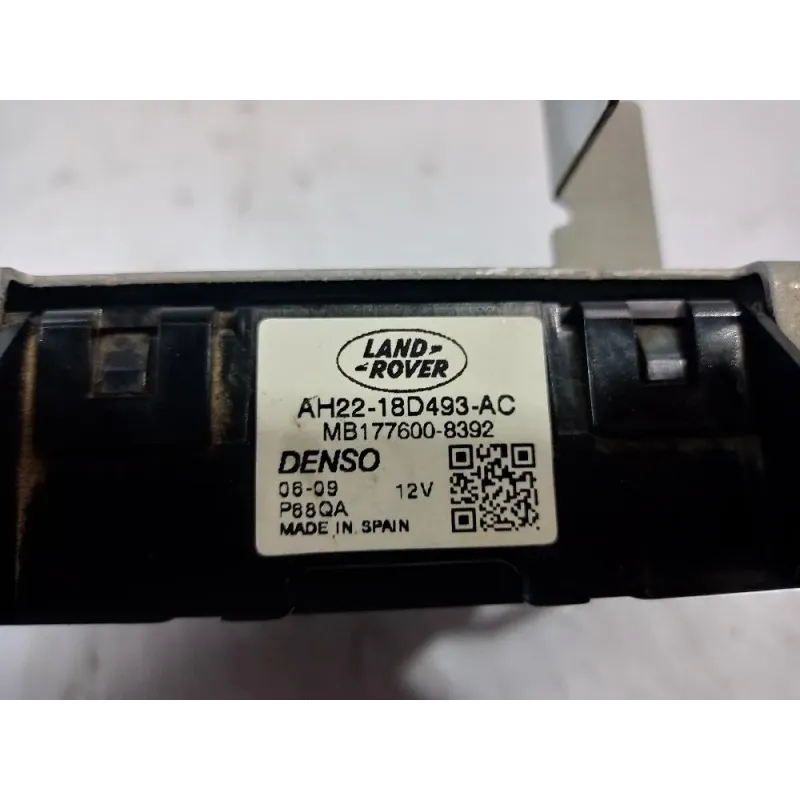 LAND
ROVER
AH22-18D493-AC
MB177600-8392
DENSO
06-09 12V
P68QA
MADE IN SPAIN